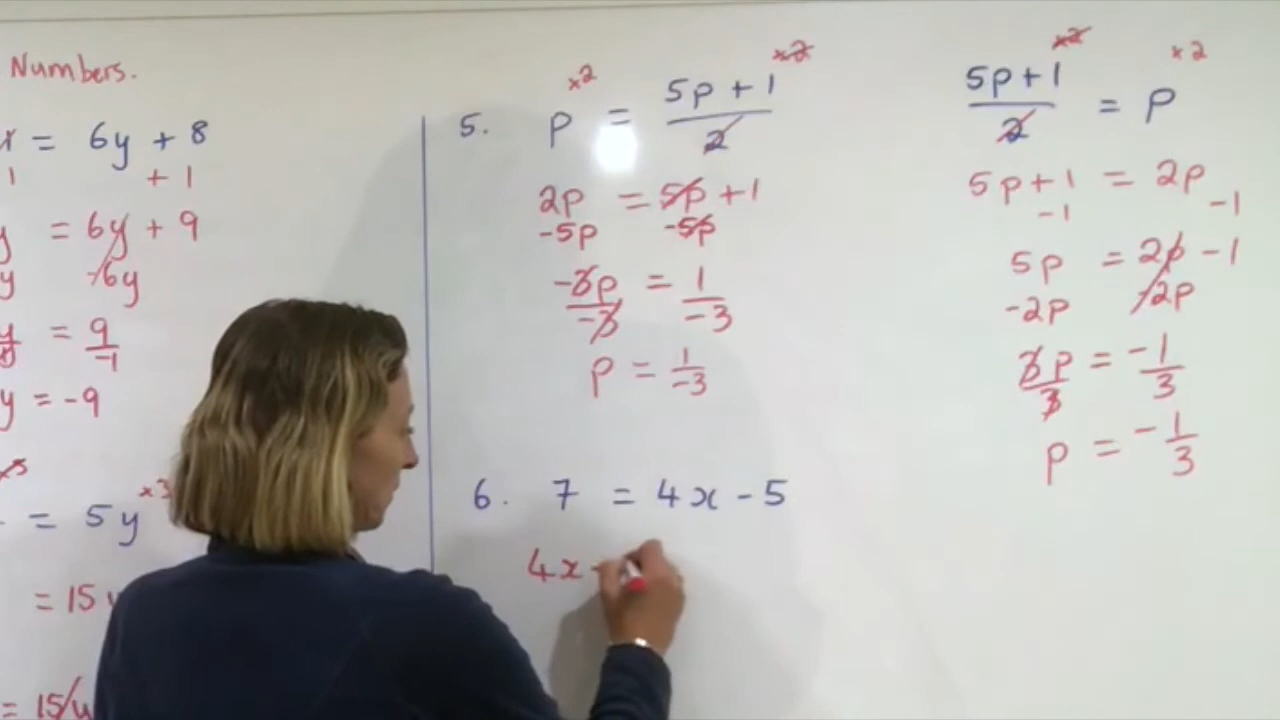 Numbers.
x = 6y + 8
1 + 1
y = 6y + 9
y -6y
y = 9/-1
y = -9
= 5y ×3
= 15
= 15
5. p ×2 = 5p + 1/2 ×2
2p = 5p + 1
-5p -5p
-3p/-3 = 1/-3
p = 1/-3
6. 7 = 4x - 5
4x -
5p+1/2 ×2 = p ×2
5p+1 = 2p
-1 -1
5p = 2p - 1
-2p -2p
3p/3 = -1/3
p = -1/3